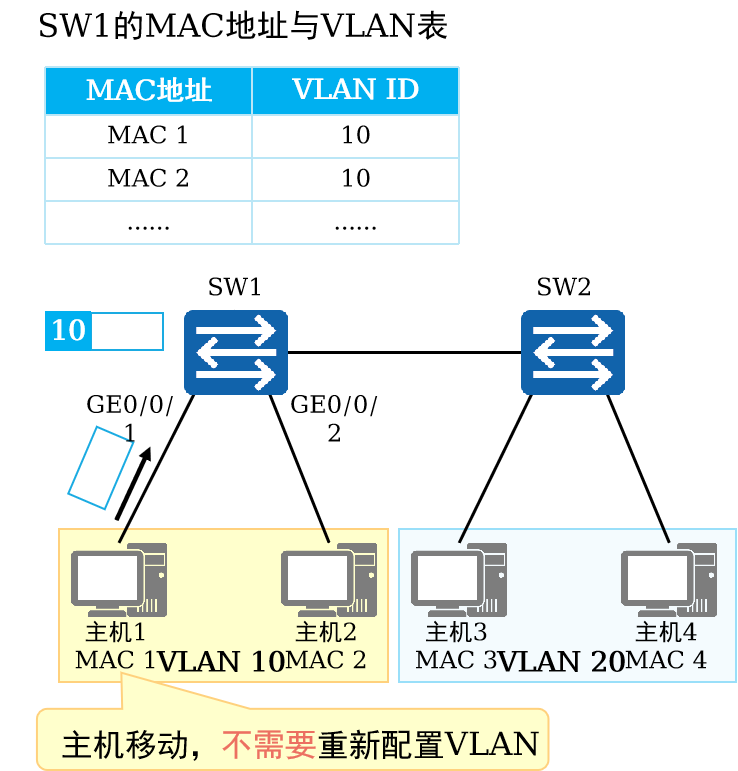 SW1的MAC地址与VLAN表
MAC地址 VLAN ID
MAC 1 10
MAC 2 10
...... ......
SW1 SW2
10
GE0/0/1
GE0/0/2
主机1 主机2 主机3 主机4
MAC 1 VLAN 10 MAC 2 MAC 3 VLAN 20 MAC 4
主机移动，不需要重新配置VLAN